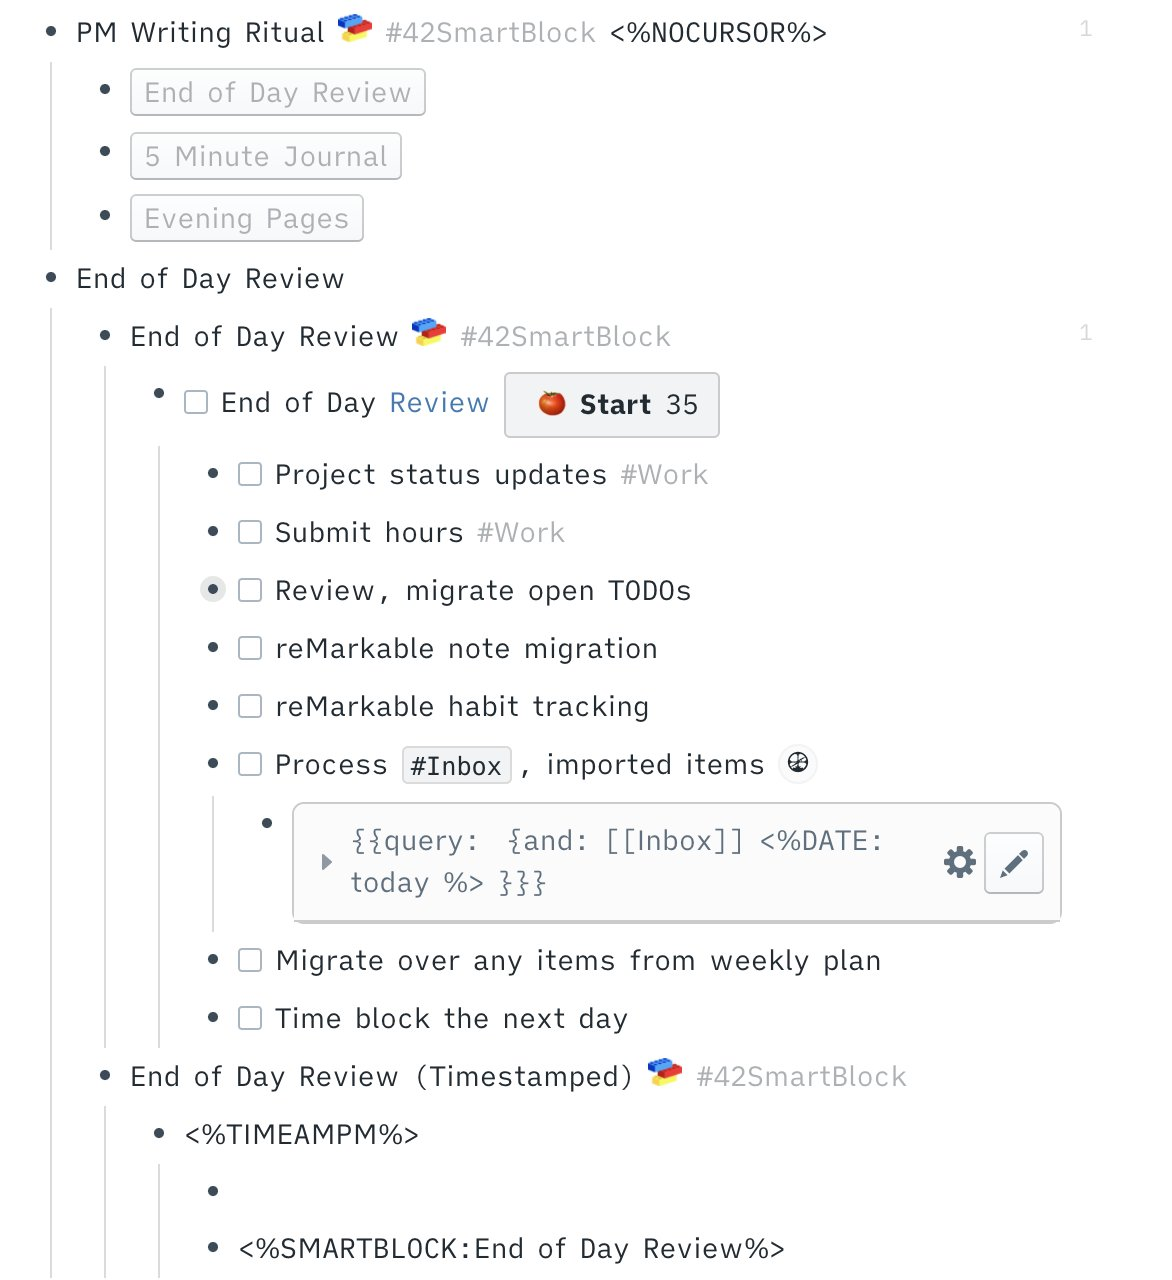 PM Writing Ritual #42SmartBlock <%NOCURSOR%> 1
End of Day Review
5 Minute Journal
Evening Pages
End of Day Review
End of Day Review #42SmartBlock 1
End of Day Review Start 35
Project status updates #Work
Submit hours #Work
Review, migrate open TODOs
reMarkable note migration
reMarkable habit tracking
Process #Inbox , imported items
{{query: {and: [[Inbox]] <%DATE:
today %> }}}
Migrate over any items from weekly plan
Time block the next day
End of Day Review (Timestamped) #42SmartBlock
<%TIMEAMPM%>
<%SMARTBLOCK:End of Day Review%>